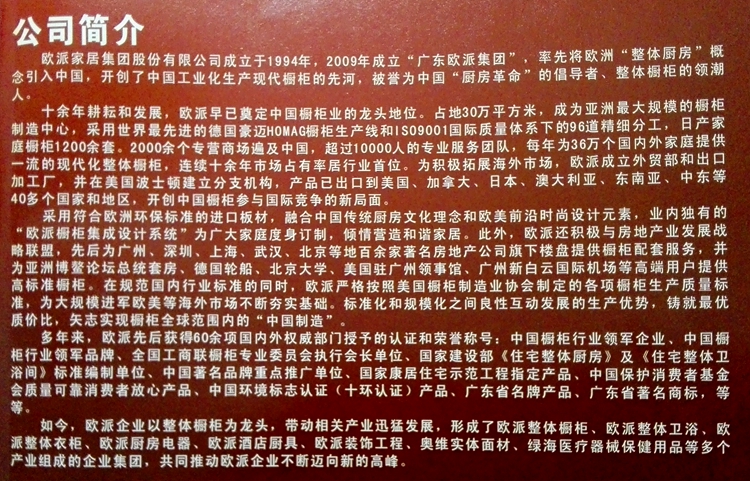 公司简介
欧派家居集团股份有限公司成立于1994年，2009年成立“广东欧派集团”，率先将欧洲“整体厨房”概
念引入中国，开创了中国工业化生产现代橱柜的先河，被誉为中国“厨房革命”的倡导者、整体橱柜的领潮
人。
十余年耕耘和发展，欧派早已奠定中国橱柜业的龙头地位。占地30万平方米，成为亚洲最大规模的橱柜
制造中心，采用世界最先进的德国豪迈HOMAG橱柜生产线和ISO9001国际质量体系下的96道精细分工，日产家
庭橱柜1200余套。2000余个专营商场遍及中国，超过10000人的专业服务团队，每年为36万个国内外家庭提供
一流的现代化整体橱柜，连续十余年市场占有率居行业首位。为积极拓展海外市场，欧派成立外贸部和出口
加工厂，并在美国波士顿建立分支机构，产品已出口到美国、加拿大、日本、澳大利亚、东南亚、中东等
40多个国家和地区，开创中国橱柜参与国际竞争的新局面。
采用符合欧洲环保标准的进口板材，融合中国传统厨房文化理念和欧美前沿时尚设计元素，业内独有的
“欧派橱柜集成设计系统”为广大家庭度身订制，倾情营造和谐家居。此外，欧派还积极与房地产业发展战
略联盟，先后为广州、深圳、上海、武汉、北京等地百余家著名房地产公司旗下楼盘提供橱柜配套服务，并
为亚洲博鳌论坛总统套房、德国轮船、北京大学、美国驻广州领事馆、广州新白云国际机场等高端用户提供
高标准橱柜。在规范国内行业标准的同时，欧派严格按照美国橱柜制造业协会制定的各项橱柜生产质量标
准，为大规模进军欧美等海外市场不断夯实基础。标准化和规模化之间良性互动发展的生产优势，铸就最优
质价比，矢志实现橱柜全球范围内的“中国制造”。
多年来，欧派先后获得60余项国内外权威部门授予的认证和荣誉称号：中国橱柜行业领军企业、中国橱
柜行业领军品牌、全国工商联橱柜专业委员会执行会长单位、国家建设部《住宅整体厨房》及《住宅整体卫
浴间》标准编制单位、中国著名品牌重点推广单位、国家康居住宅示范工程指定产品、中国保护消费者基金
会质量可靠消费者放心产品、中国环境标志认证（十环认证）产品、广东省名牌产品、广东省著名商标，等
等。
如今，欧派企业以整体橱柜为龙头，带动相关产业迅猛发展，形成了欧派整体橱柜、欧派整体卫浴、欧
派整体衣柜、欧派厨房电器、欧派酒店厨具、欧派装饰工程、奥维实体面材、绿海医疗器械保健用品等多个
产业组成的企业集团，共同推动欧派企业不断迈向新的高峰。